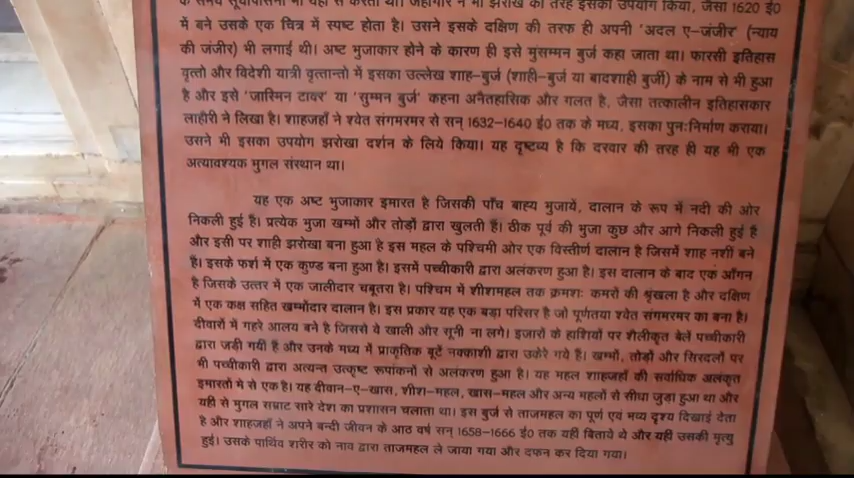 के समय सूर्योपासना भी यहीं से करता था। जहाँगीर ने भी झरोखे की तरह इसका उपयोग किया, जैसा 1620 ई०
में बने उसके एक चित्र में स्पष्ट होता है। उसने इसके दक्षिण की तरफ ही अपनी 'अदल ए-जंजीर' (न्याय
की जंजीर) भी लगाई थी। अष्ट भुजाकार होने के कारण ही इसे मुसम्मन बुर्ज कहा जाता था। फारसी इतिहास
वृत्तो और विदेशी यात्री वृत्तान्तो में इसका उल्लेख शाह-बुर्ज (शाही-बुर्ज या बादशाही बुर्जी) के नाम से भी हुआ
है और इसे 'जास्मिन टावर' या 'सुम्मन बुर्ज' कहना अनैतहासिक और गलत है, जैसा तत्कालीन इतिहासकार
लाहौरी ने लिखा है। शाहजहाँ ने श्वेत संगमरमर से सन् 1632-1640 ई० तक के मध्य, इसका पुनःनिर्माण कराया।
उसने भी इसका उपयोग झरोखा दर्शन के लिये किया। यह दृष्टव्य है कि दरवार की तरह ही यह भी एक
अत्यावश्यक मुगल संस्थान था।
यह एक अष्ट भुजाकार इमारत है जिसकी पाँच बाह्य भुजायें, दालान के रूप में नदी की ओर
निकली हुई है। प्रत्येक भुजा खम्भों और तोड़ों द्वारा खुलती हैं। ठीक पूर्व की भुजा कुछ और आगे निकली हुई है
और इसी पर शाही झरोखा बना हुआ है इस महल के पश्चिमी ओर एक विस्तीर्ण दालान है जिसमें शाह नशीं बने
है। इसके फर्श में एक कुण्ड बना हुआ है। इसमें पच्चीकारी द्वारा अलंकरण हुआ है। इस दालान के बाद एक आँगन
है जिसके उत्तर में एक जालीदार चबूतरा है। पश्चिम में शीशमहल तक क्रमशः कमरों की श्रृंखला है और दक्षिण
में एक कक्ष सहित खम्भोंदार दालान है। इस प्रकार यह एक बड़ा परिसर है जो पूर्णतया श्वेत संगमरमर का बना है।
दीवारों में गहरे आलय बने है जिससे ये खाली और सूनी ना लगे। इजारों के हाशियों पर शैलीकृत बेलें पच्चीकारी
द्वारा जड़ी गयी हैं और उनके मध्य में प्राकृतिक बूटें नक्काशी द्वारा उकेरे गये हैं। खम्भों, तोड़ों और सिरदलों पर
भी पच्चीकारी द्वारा अत्यन्त उत्कृष्ट रूपांकनों से अलंकरण हुआ है। यह महल शाहजहाँ की सर्वाधिक अलंकृत
इमारतो मे से एक है। यह दीवान-ए-खास, शीश-महल, खास-महल और अन्य महलों से सीधा जुड़ा हुआ था और
यही से मुगल सम्राट सारे देश का प्रशासन चलाता था। इस बुर्ज से ताजमहल का पूर्ण एवं भव्य दृश्य दिखाई देता
है और शाहजहाँ ने अपने बन्दी जीवन के आठ वर्ष सन् 1658-1666 ई० तक यहीं बिताये थे और यहीं उसकी मृत्यु
हुई। उसके पार्थिव शरीर को नाव द्वारा ताजमहल ले जाया गया और दफन कर दिया गया।